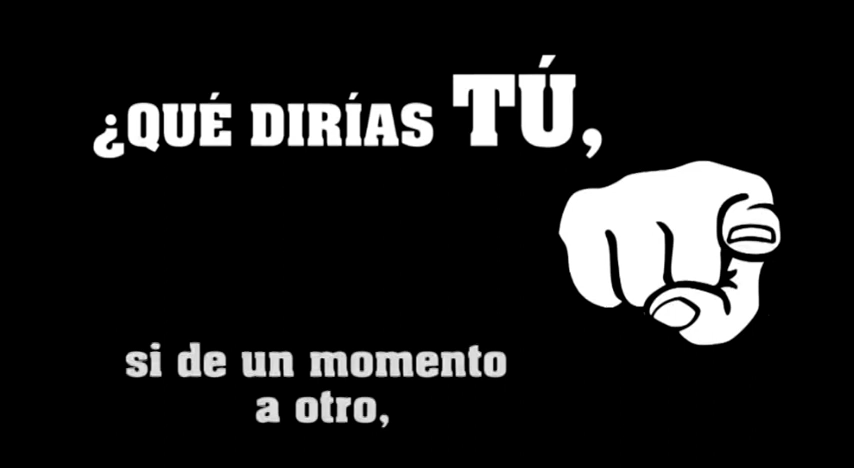 ¿QUÉ DIRÍAS TÚ,
si de un momento
a otro,